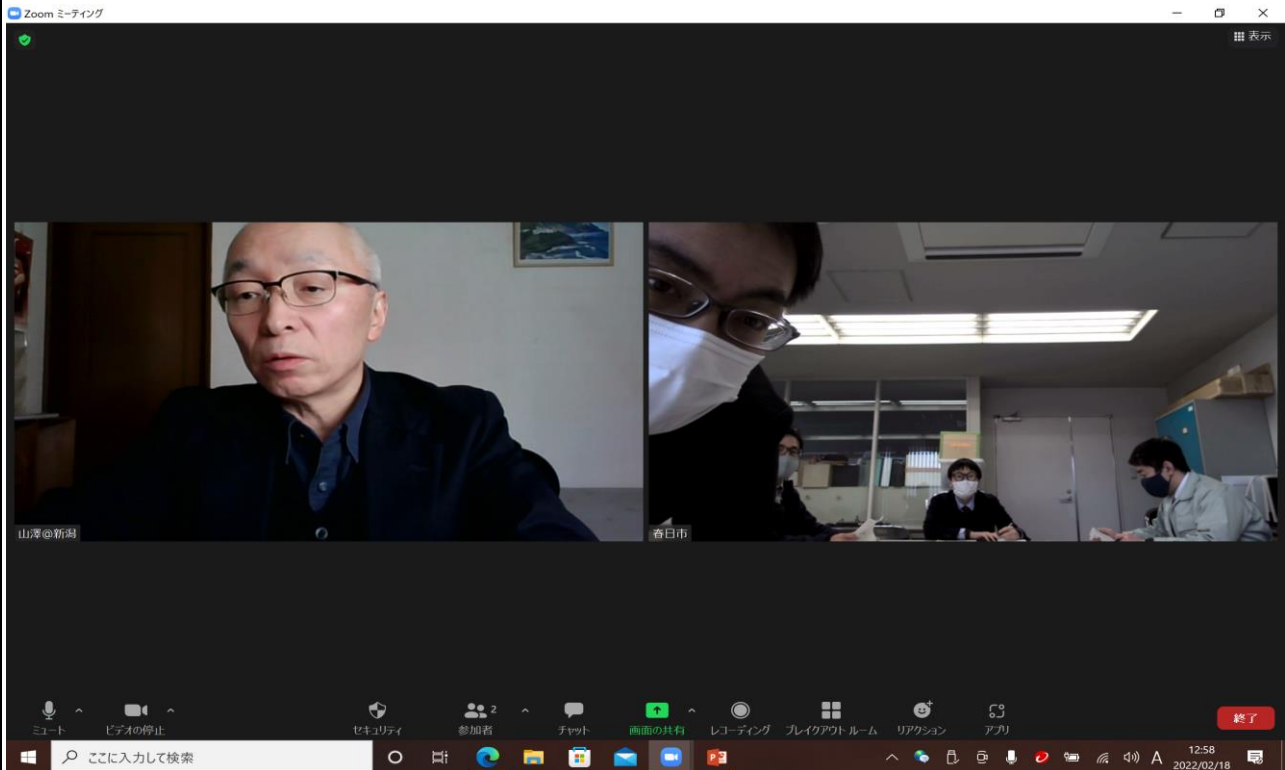 Zoom ミーティング
表示
山澤@新潟
春日市
ミュート
ビデオの停止
セキュリティ
参加者
2
チャット
画面の共有
レコーディング
ブレイクアウト ルーム
リアクション
アプリ
終了
ここに入力して検索
A
12:58
2022/02/18